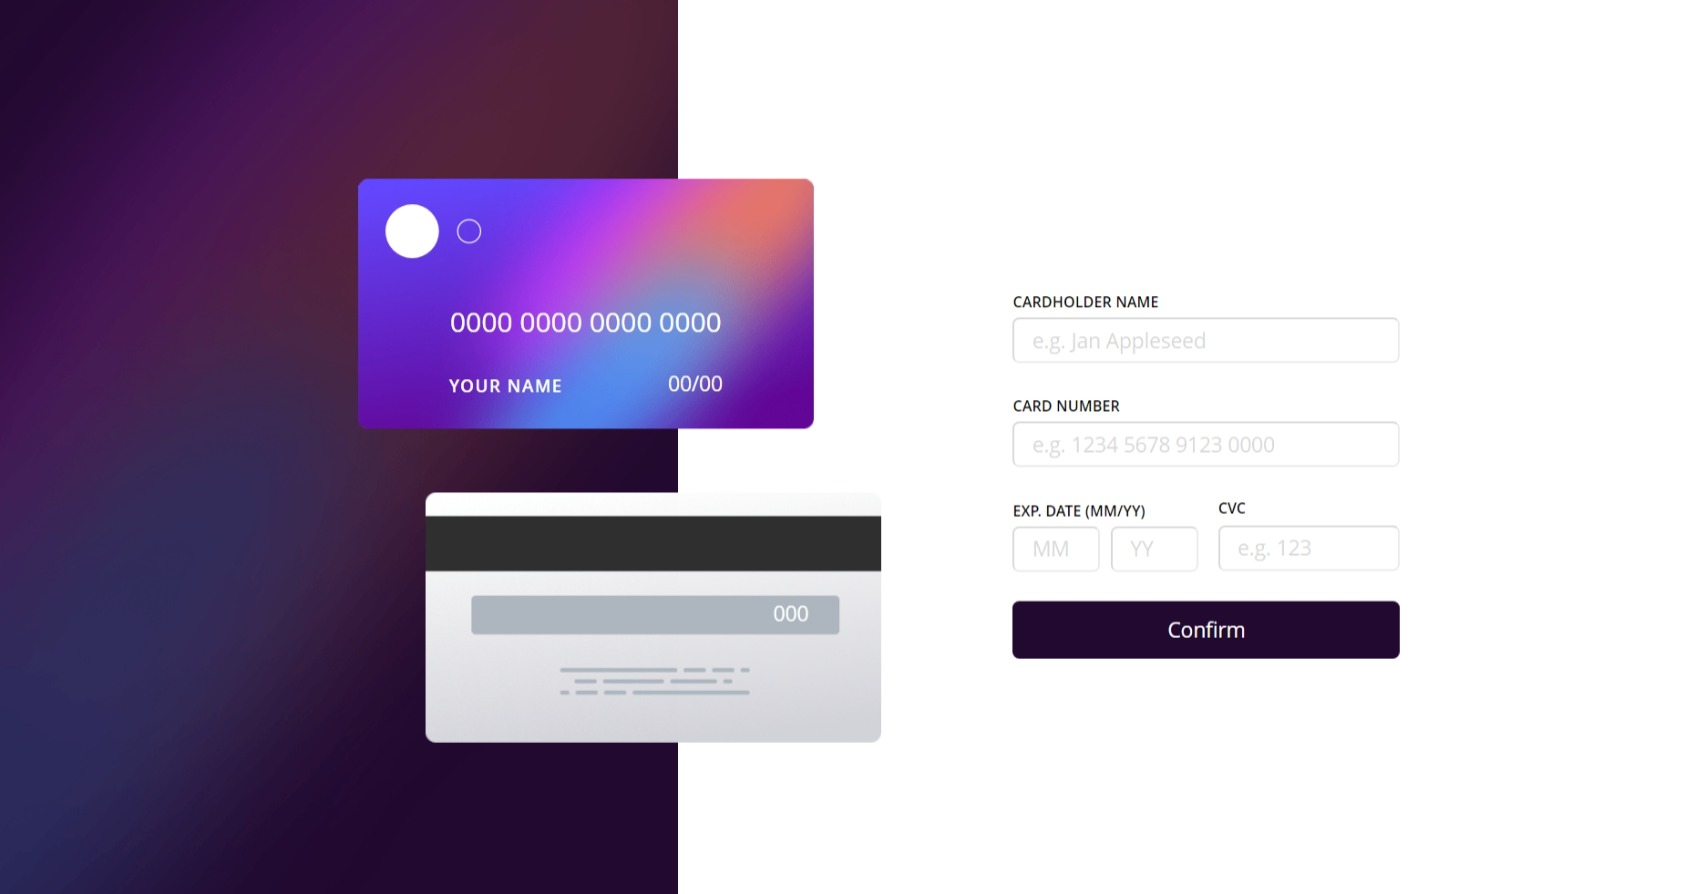 0000 0000 0000 0000
YOUR NAME 00/00
000
CARDHOLDER NAME
e.g. Jan Appleseed
CARD NUMBER
e.g. 1234 5678 9123 0000
EXP. DATE (MM/YY) CVC
MM YY e.g. 123
Confirm